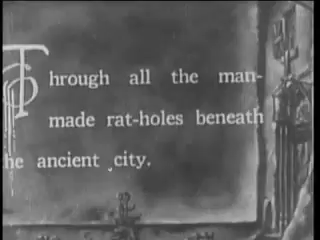 Through all the man-
made rat-holes beneath
he ancient city.